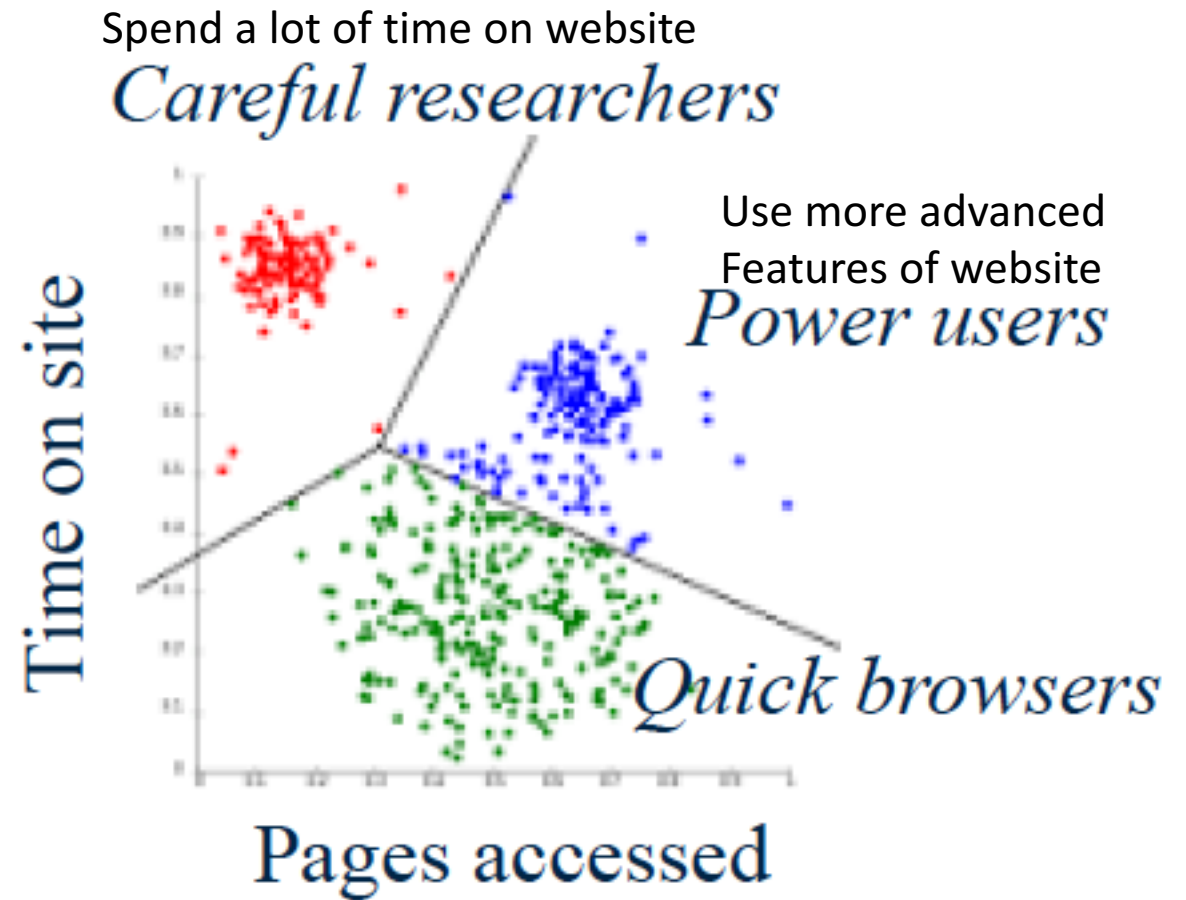 Spend a lot of time on website
Careful researchers
Use more advanced
Features of website
Power users
Time on site
Quick browsers
Pages accessed